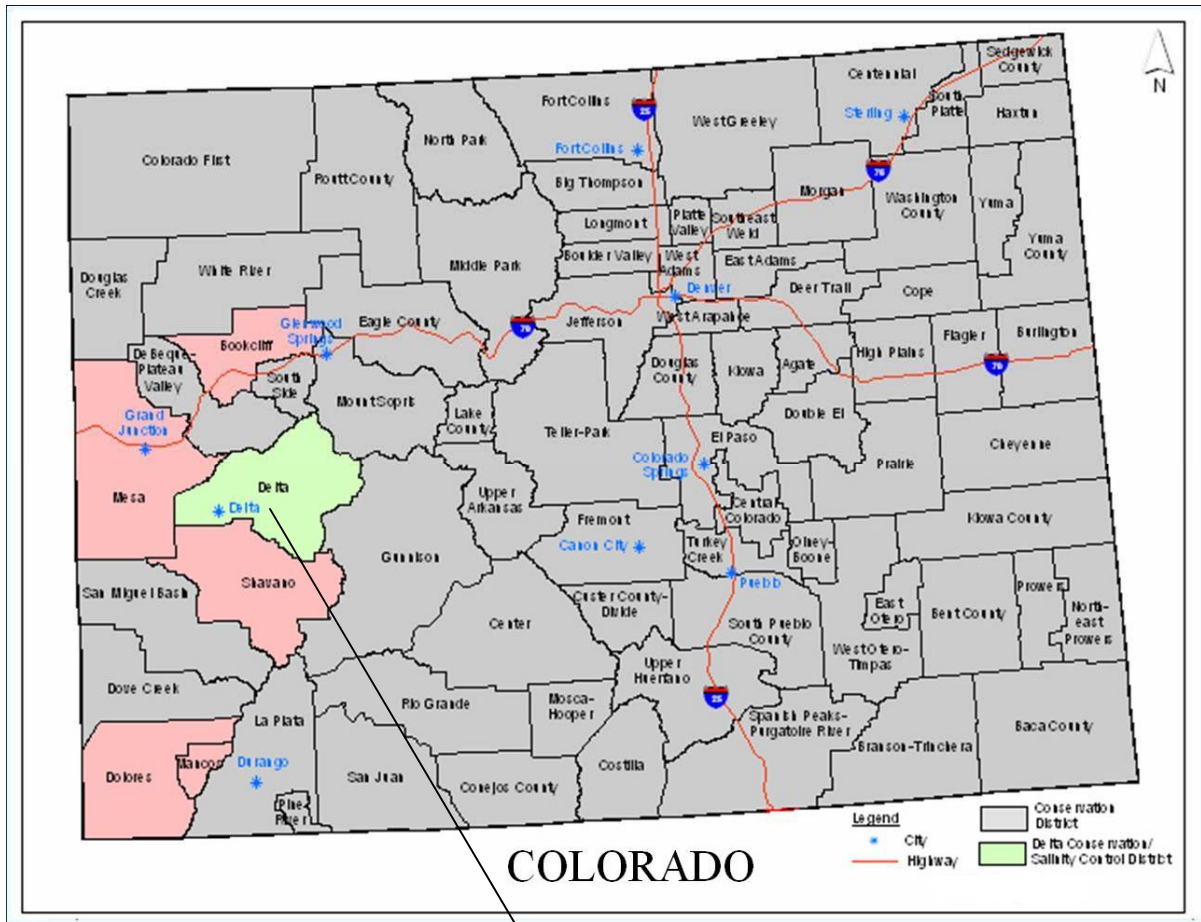 Sedgewick
County
Centennial
South
Platte
Haxtun
Sterling
Fort Collins
25
West Greeley
N
North Park
Colorado First
Routt County
Fort Collins
76
Big Thompson
Morgan
Washington
County
Yuma
Yuma
County
Longmont
Platte
Valley
Southeast
Weld
Middle Park
Boulder Valley
West
Adams
East Adams
Douglas
Creek
White River
Denver
Deer Trail
Cope
Glenwood
Springs
Eagle County
70
Jefferson
West Arapahoe
Bookcliff
De Beque-
Plateau
Valley
South
Side
Douglas
County
Kiowa
Agate
High Plains
Flagler
Burlington
70
Mount Sopris
Lake
County
Grand
Junction
Teller-Park
Double El
El Paso
Cheyenne
Colorado
Springs
Prairie
Mesa
Delta
Delta
Upper
Arkansas
Central
Colorado
Fremont
Canon City
Turkey
Creek
Olney-
Boone
Kiowa County
Gunnison
Shavano
San Miguel Basin
Pueblo
Custer County-
Divide
Center
South Pueblo
County
East
Otero
Bent County
Prowers
North-
east
Prowers
West Otero-
Timpas
Upper
Huerfano
Dove Creek
La Plata
Rio Grande
Mosca-
Hooper
25
Spanish Peaks-
Purgatoire River
Baca County
Branson-Trinchera
Dolores
Mancos
Durango
San Juan
Conejos County
Costilla
Pine
River
COLORADO
Legend
City
Highway
Conservation
District
Delta Conservation/
Salinity Control District